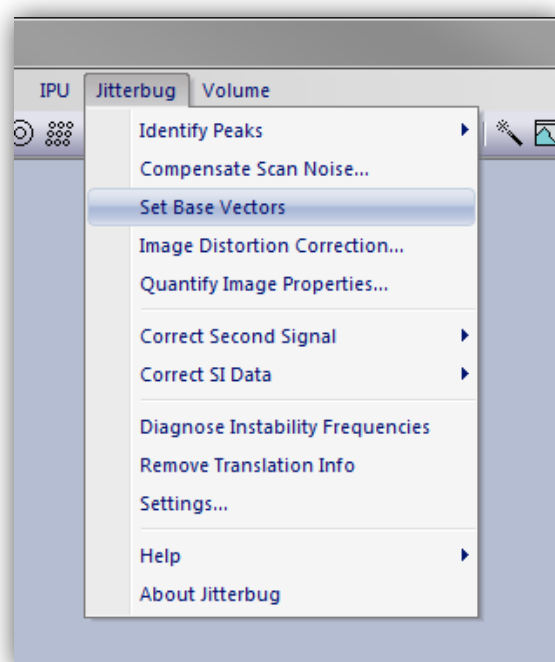 IPU Jitterbug Volume
Identify Peaks
Compensate Scan Noise...
Set Base Vectors
Image Distortion Correction...
Quantify Image Properties...
Correct Second Signal
Correct SI Data
Diagnose Instability Frequencies
Remove Translation Info
Settings...
Help
About Jitterbug